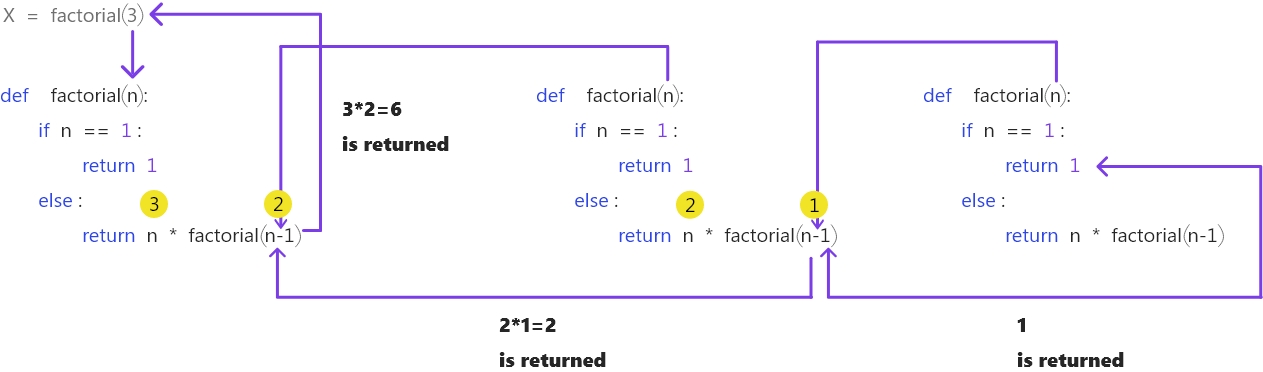 X = factorial(3)
def factorial(n):
if n == 1:
return 1
else:
3 2
return n * factorial(n-1)
3*2=6
is returned
def factorial(n):
if n == 1:
return 1
else:
2 1
return n * factorial(n-1)
def factorial(n):
if n == 1:
return 1
else:
return n * factorial(n-1)
2*1=2
is returned
1
is returned